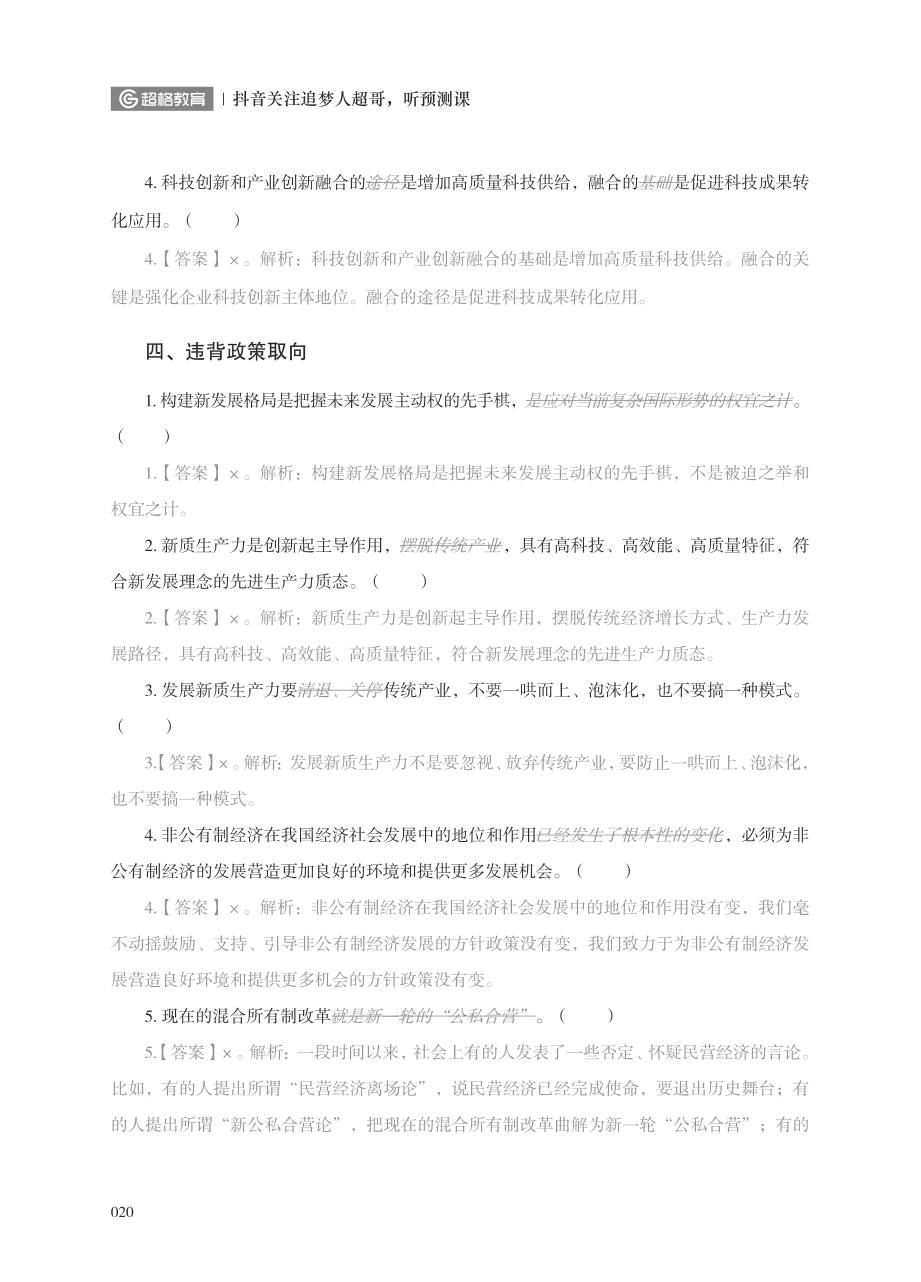 超格教育 | 抖音关注追梦人超哥，听预测课
4. 科技创新和产业创新融合的途径是增加高质量科技供给，融合的基础是促进科技成果转
化应用。（　　）
4.【答案】×。解析：科技创新和产业创新融合的基础是增加高质量科技供给。融合的关
键是强化企业科技创新主体地位。融合的途径是促进科技成果转化应用。
四、违背政策取向
1. 构建新发展格局是把握未来发展主动权的先手棋，是应对当前复杂国际形势的权宜之计。
（　　）
1.【答案】×。解析：构建新发展格局是把握未来发展主动权的先手棋，不是被迫之举和
权宜之计。
2. 新质生产力是创新起主导作用，摆脱传统产业，具有高科技、高效能、高质量特征，符
合新发展理念的先进生产力质态。（　　）
2.【答案】×。解析：新质生产力是创新起主导作用，摆脱传统经济增长方式、生产力发
展路径，具有高科技、高效能、高质量特征，符合新发展理念的先进生产力质态。
3. 发展新质生产力要清退、关停传统产业，不要一哄而上、泡沫化，也不要搞一种模式。
（　　）
3.【答案】×。解析：发展新质生产力不是要忽视、放弃传统产业，要防止一哄而上、泡沫化，
也不要搞一种模式。
4. 非公有制经济在我国经济社会发展中的地位和作用已经发生了根本性的变化，必须为非
公有制经济的发展营造更加良好的环境和提供更多发展机会。（　　）
4.【答案】×。解析：非公有制经济在我国经济社会发展中的地位和作用没有变，我们毫
不动摇鼓励、支持、引导非公有制经济发展的方针政策没有变，我们致力于为非公有制经济发
展营造良好环境和提供更多机会的方针政策没有变。
5. 现在的混合所有制改革就是新一轮的“公私合营”。（　　）
5.【答案】×。解析：一段时间以来，社会上有的人发表了一些否定、怀疑民营经济的言论。
比如，有的人提出所谓“民营经济离场论”，说民营经济已经完成使命，要退出历史舞台；有
的人提出所谓“新公私合营论”，把现在的混合所有制改革曲解为新一轮“公私合营”；有的
020